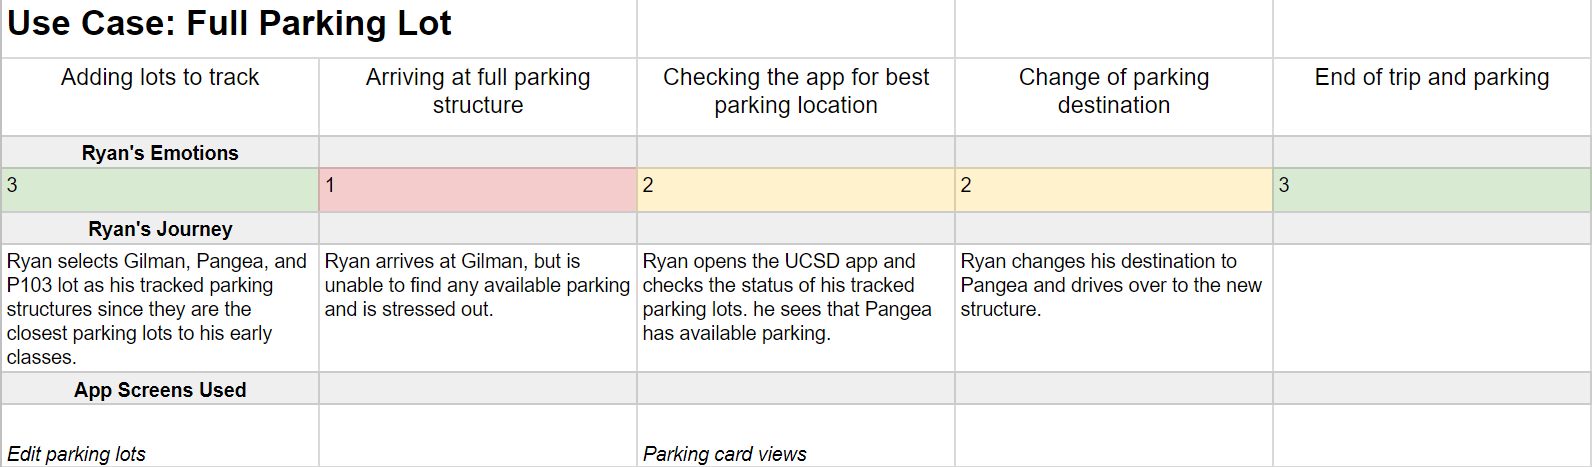 Use Case: Full Parking Lot
Adding lots to track
Arriving at full parking
structure
Checking the app for best
parking location
Change of parking
destination
End of trip and parking
Ryan's Emotions
3
1
2
2
3
Ryan's Journey
Ryan selects Gilman, Pangea, and
P103 lot as his tracked parking
structures since they are the
closest parking lots to his early
classes.
Ryan arrives at Gilman, but is
unable to find any available parking
and is stressed out.
Ryan opens the UCSD app and
checks the status of his tracked
parking lots. he sees that Pangea
has available parking.
Ryan changes his destination to
Pangea and drives over to the new
structure.
App Screens Used
Edit parking lots
Parking card views